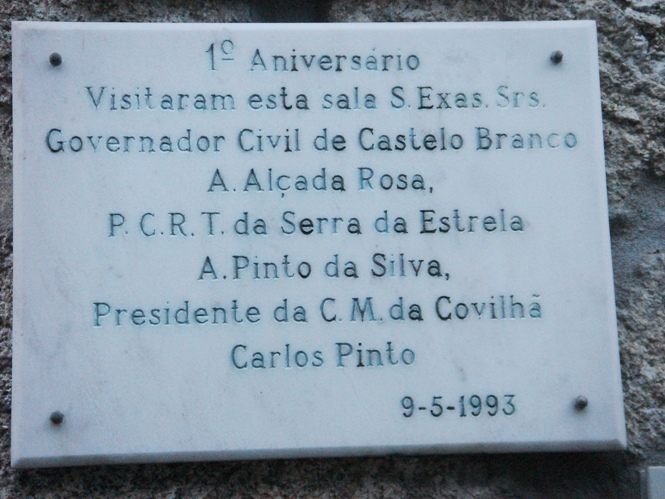 1º Aniversário
Visitaram esta sala S. Exas. Srs.
Governador Civil de Castelo Branco
A. Alçada Rosa,
P. C. R. T. da Serra da Estrela
A. Pinto da Silva,
Presidente da C. M. da Covilhã
Carlos Pinto
9-5-1993